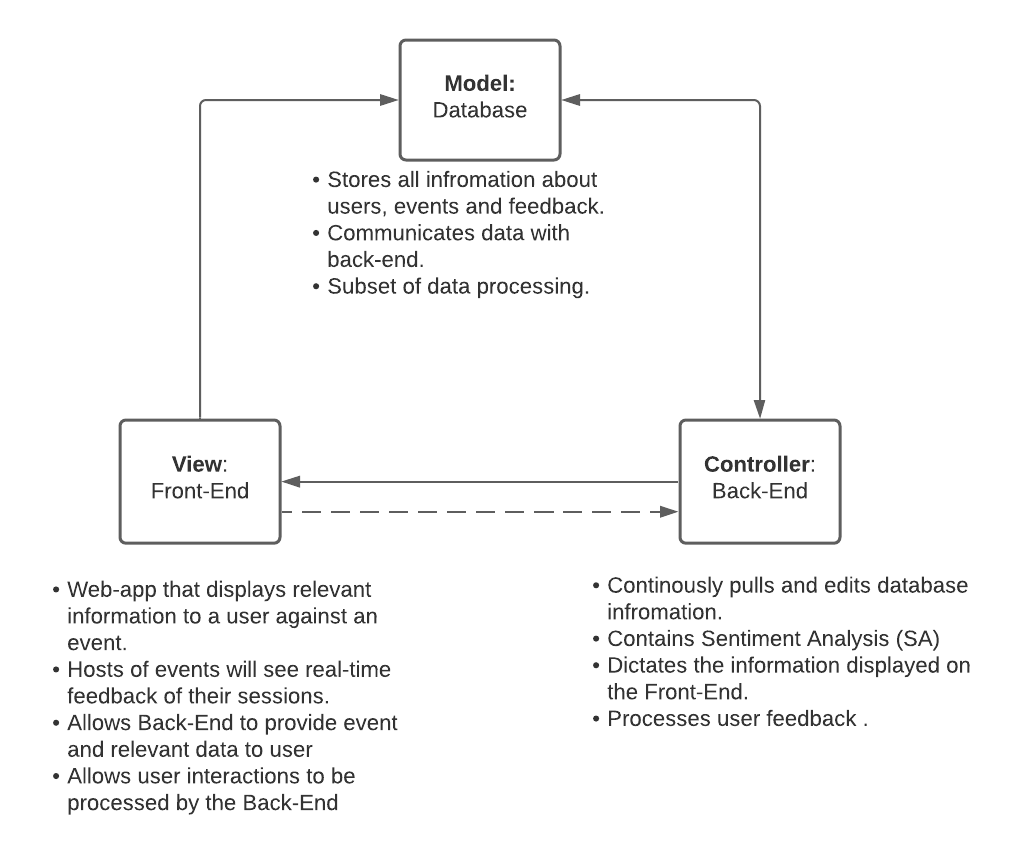 Model:
Database
• Stores all infromation about
users, events and feedback.
• Communicates data with
back-end.
• Subset of data processing.
View:
Front-End
Controller:
Back-End
• Web-app that displays relevant
information to a user against an
event.
• Hosts of events will see real-time
feedback of their sessions.
• Allows Back-End to provide event
and relevant data to user
• Allows user interactions to be
processed by the Back-End
• Continously pulls and edits database
infromation.
• Contains Sentiment Analysis (SA)
• Dictates the information displayed on
the Front-End.
• Processes user feedback .